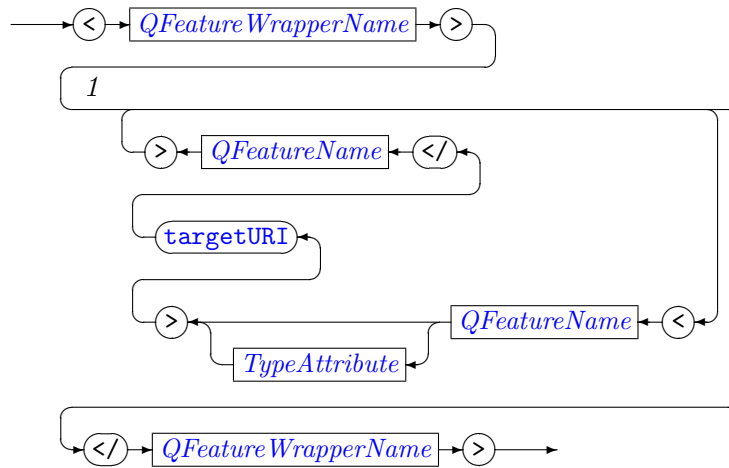 < QFeatureWrapperName >
1
> QFeatureName </
targetURI
> QFeatureName <
TypeAttribute
</ QFeatureWrapperName >